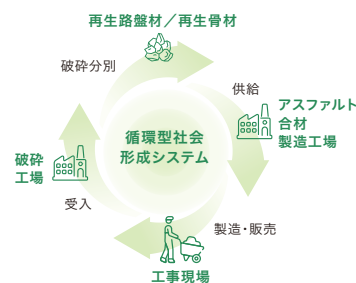 再生路盤材／再生骨材
破砕分別
供給
アスファルト
合材
製造工場
循環型社会
形成システム
破砕
工場
受入
製造・販売
工事現場